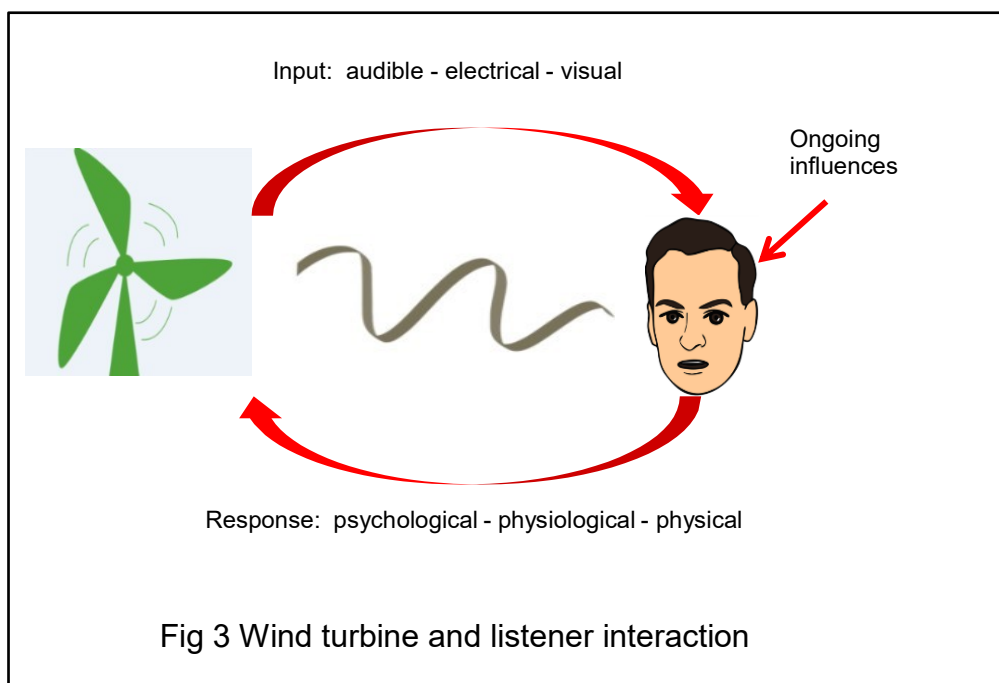 Input: audible - electrical - visual
Ongoing
influences
Response: psychological - physiological - physical
Fig 3 Wind turbine and listener interaction